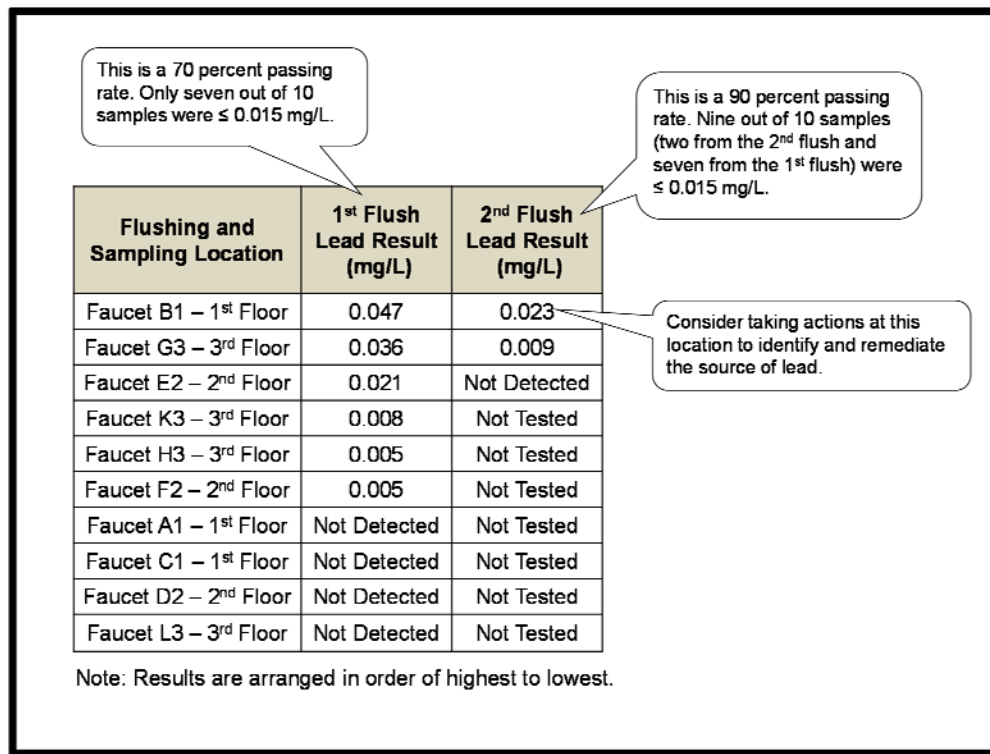 This is a 70 percent passing
rate. Only seven out of 10
samples were ≤ 0.015 mg/L.
This is a 90 percent passing
rate. Nine out of 10 samples
(two from the 2nd flush and
seven from the 1st flush) were
≤ 0.015 mg/L.
Flushing and
Sampling Location
1st Flush
Lead Result
(mg/L)
2nd Flush
Lead Result
(mg/L)
Faucet B1 – 1st Floor 0.047 0.023
Consider taking actions at this
location to identify and remediate
the source of lead.
Faucet G3 – 3rd Floor 0.036 0.009
Faucet E2 – 2nd Floor 0.021 Not Detected
Faucet K3 – 3rd Floor 0.008 Not Tested
Faucet H3 – 3rd Floor 0.005 Not Tested
Faucet F2 – 2nd Floor 0.005 Not Tested
Faucet A1 – 1st Floor Not Detected Not Tested
Faucet C1 – 1st Floor Not Detected Not Tested
Faucet D2 – 2nd Floor Not Detected Not Tested
Faucet L3 – 3rd Floor Not Detected Not Tested
Note: Results are arranged in order of highest to lowest.